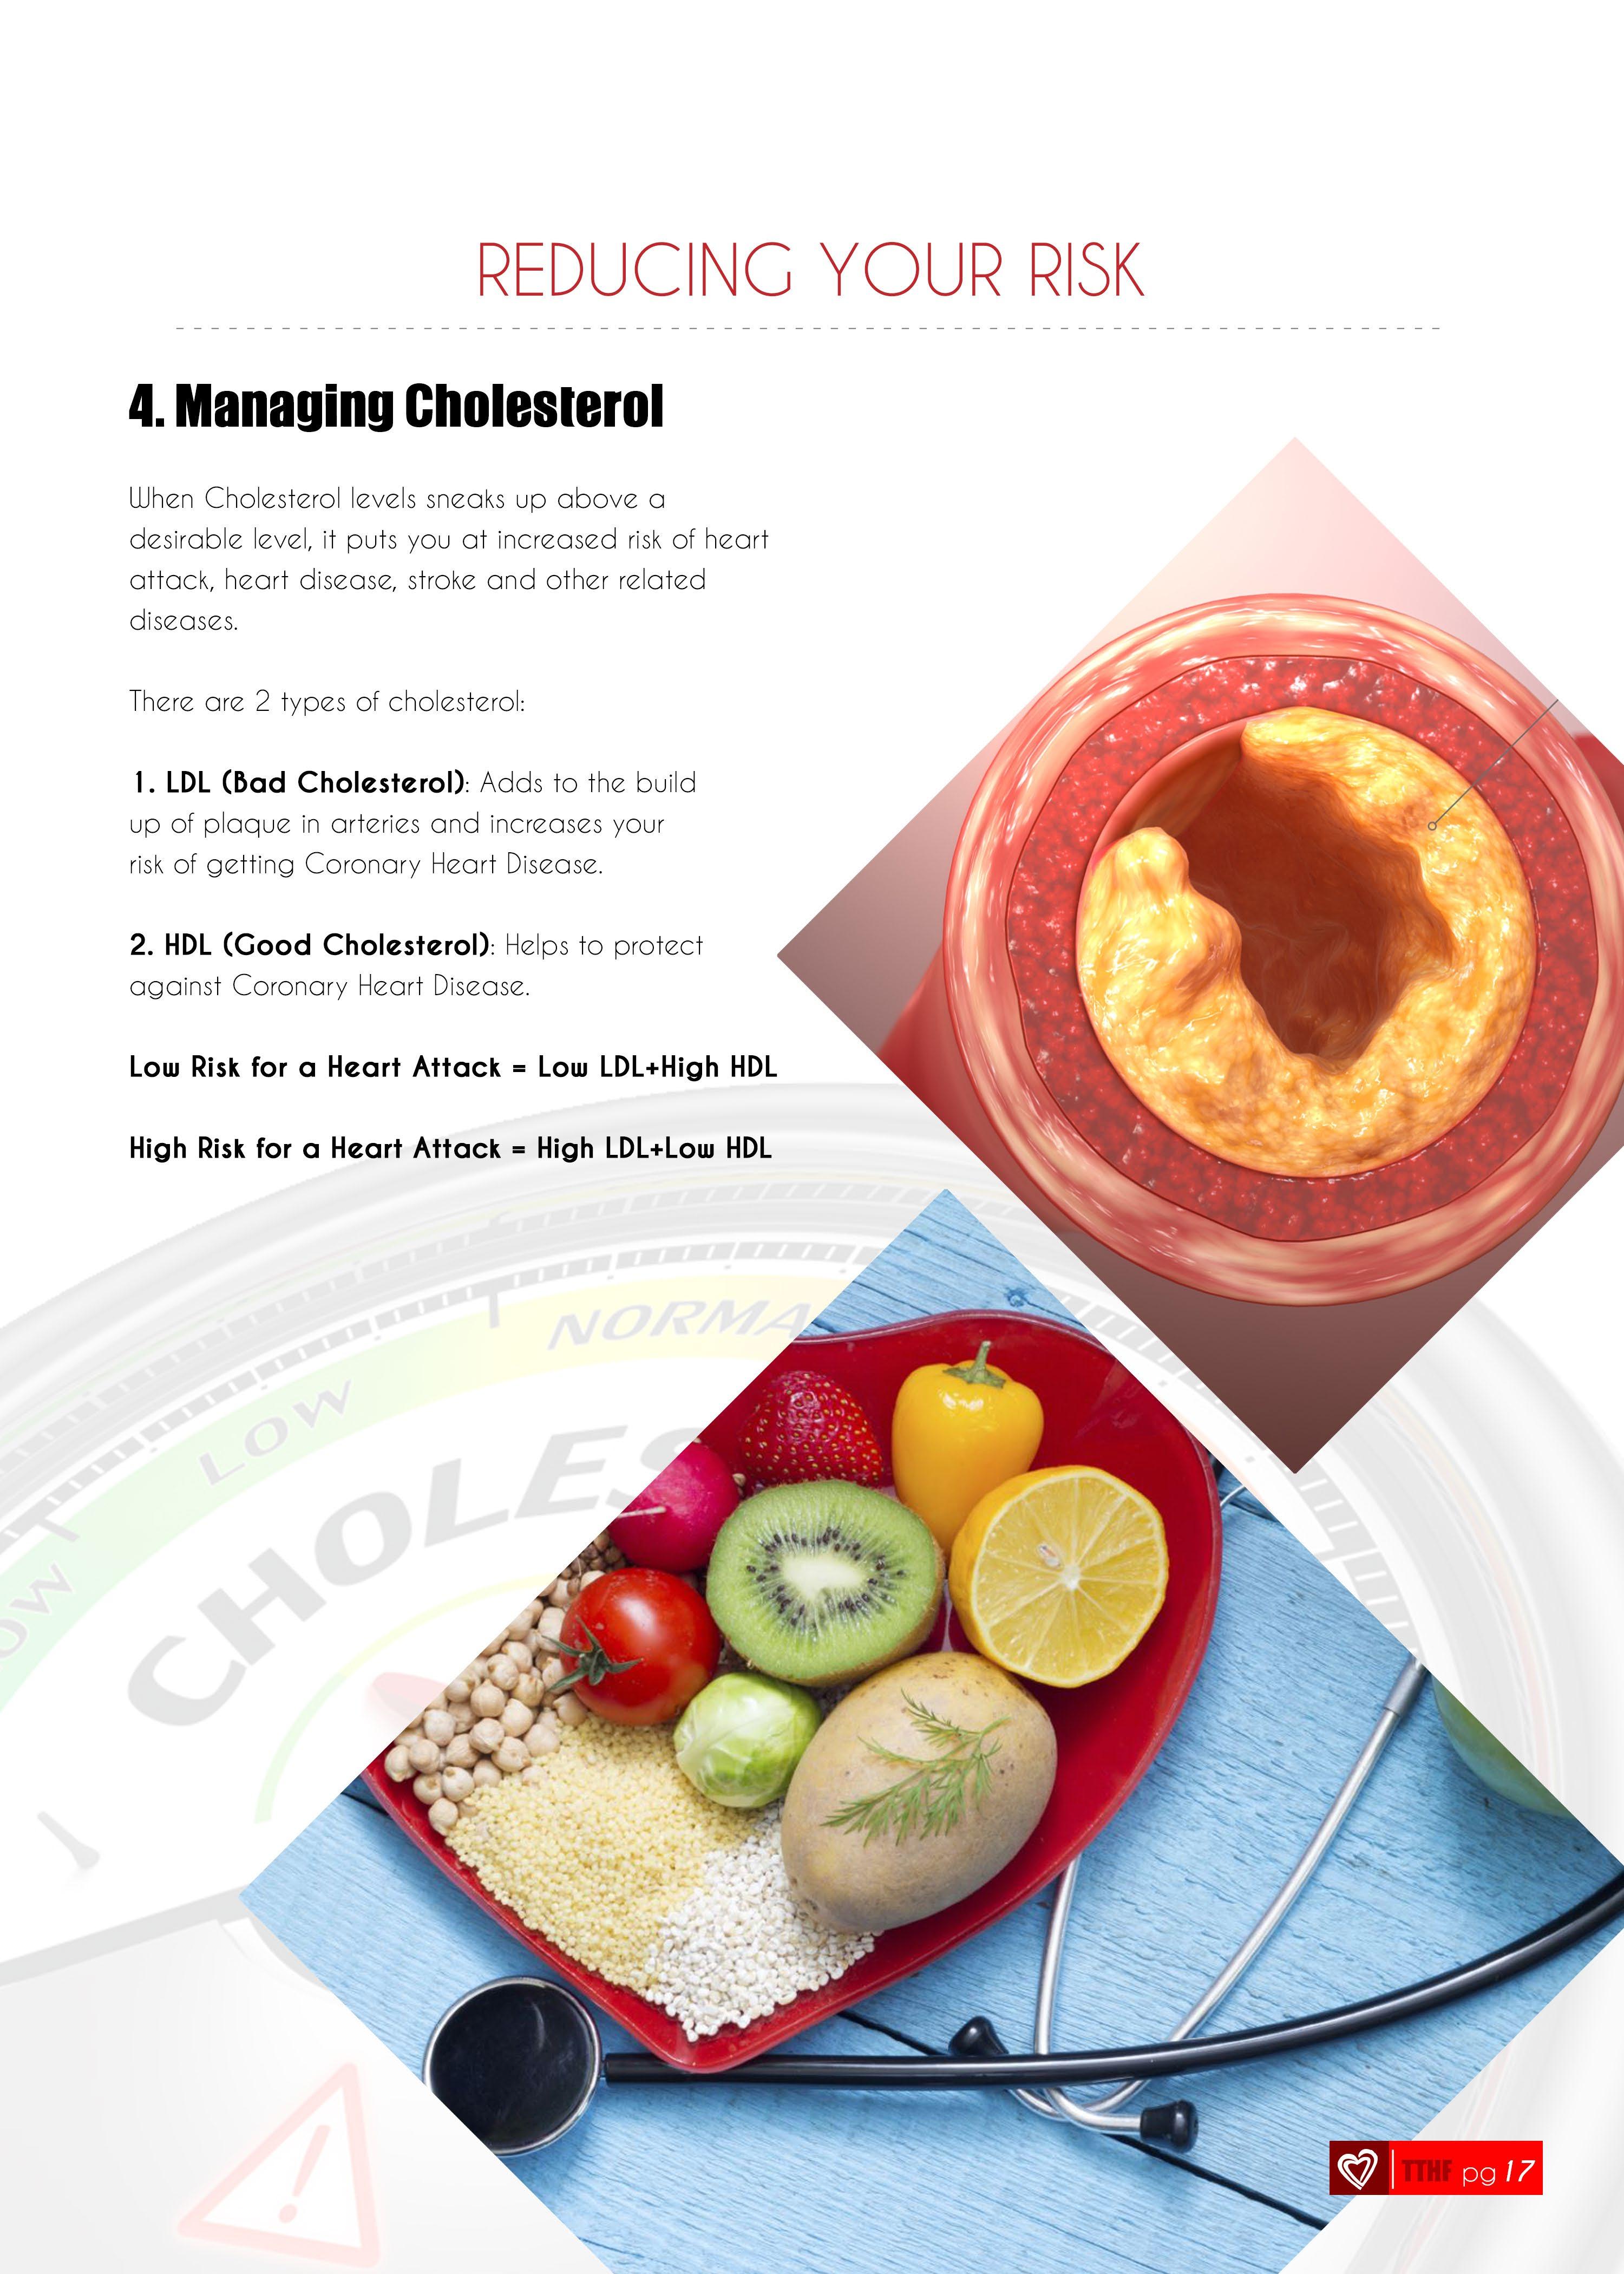 REDUCING YOUR RISK
4. Managing Cholesterol
When Cholesterol levels sneaks up above a
desirable level, it puts you at increased risk of heart
attack, heart disease, stroke and other related
diseases.
There are 2 types of cholesterol:
1. LDL (Bad Cholesterol): Adds to the build
up of plaque in arteries and increases your
risk of getting Coronary Heart Disease.
2. HDL (Good Cholesterol): Helps to protect
against Coronary Heart Disease.
Low Risk for a Heart Attack = Low LDL+High HDL
High Risk for a Heart Attack = High LDL+Low HDL
NORMA
LOW
OW
CHOLES
TTHF pg 17